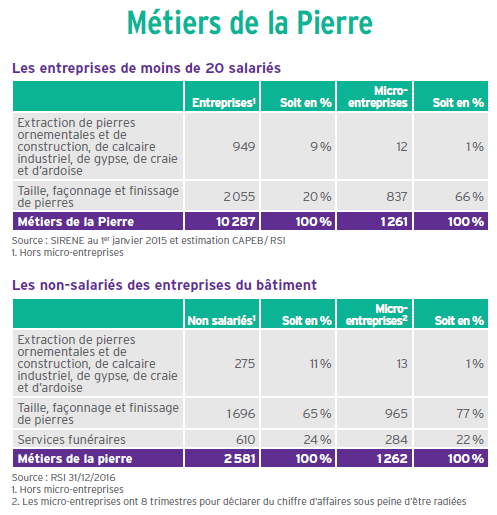 Métiers de la Pierre
Les entreprises de moins de 20 salariés
Entreprises¹ Soit en % Micro-entreprises Soit en %
Extraction de pierres
ornementales et de
construction, de calcaire
industriel, de gypse, de craie
et d'ardoise
949 9 % 12 1 %
Taille, façonnage et finissage
de pierres
2 055 20 % 837 66 %
Métiers de la Pierre 10 287 100 % 1 261 100 %
Source : SIRENE au 1er janvier 2015 et estimation CAPEB / RSI
1. Hors micro-entreprises
Les non-salariés des entreprises du bâtiment
Non salariés¹ Soit en % Micro-entreprises² Soit en %
Extraction de pierres
ornementales et de
construction, de calcaire
industriel, de gypse, de craie
et d'ardoise
275 11 % 13 1 %
Taille, façonnage et finissage
de pierres
1 696 65 % 965 77 %
Services funéraires 610 24 % 284 22 %
Métiers de la pierre 2 581 100 % 1 262 100 %
Source : RSI 31/12/2016
1. Hors micro-entreprises
2. Les micro-entreprises ont 8 trimestres pour déclarer du chiffre d'affaires sous peine d'être radiées